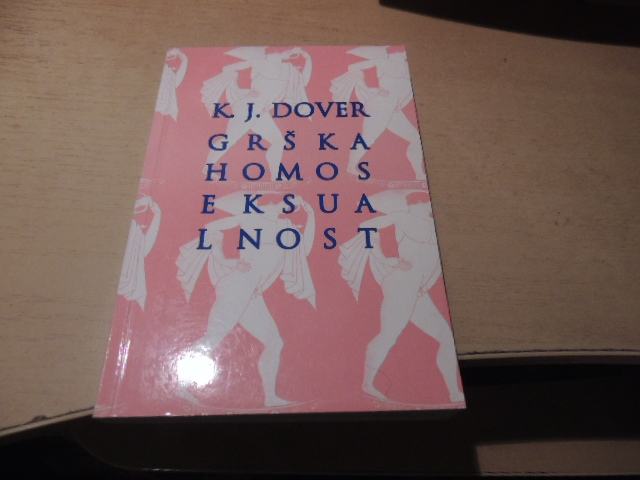 K. J. DOVER
GRŠKA
HOMOS
EKSUA
LNOST